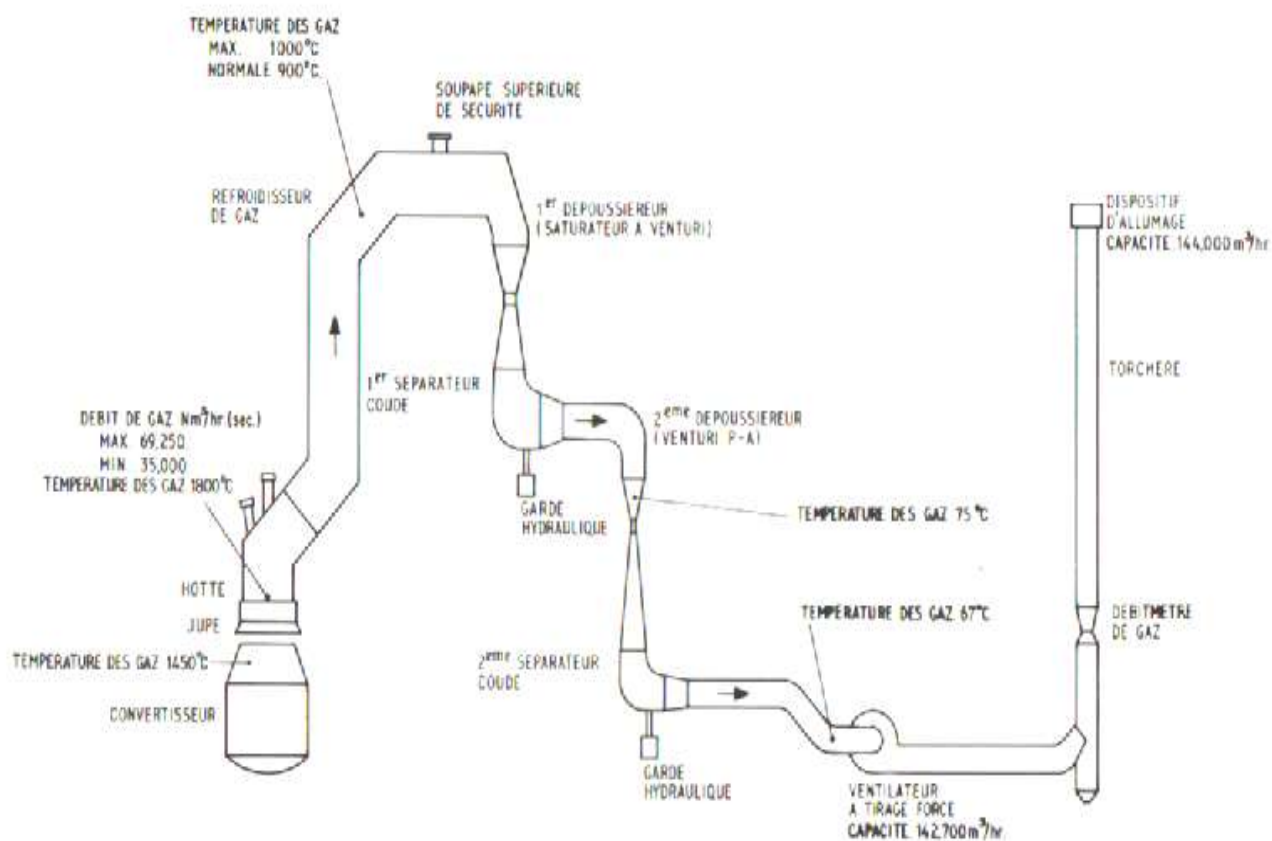 TEMPERATURE DES GAZ
MAX. 1000°C
NORMALE 900°C.
SOUPAPE SUPERIEURE
DE SECURITE
REFROIDISSEUR
DE GAZ
1er DEPOUSSIEREUR
(SATURATEUR A VENTURI)
DISPOSITIF
D'ALLUMAGE
CAPACITE 144,000 m³/hr
TORCHERE
1er SEPARATEUR
COUDE
DEBIT DE GAZ Nm³/hr (sec.)
MAX. 69,250
MIN. 35,000
TEMPERATURE DES GAZ 1800°C
2eme DEPOUSSIEREUR
(VENTURI P-A)
GARDE
HYDRAULIQUE
TEMPERATURE DES GAZ 75°C
HOTTE
JUPE
TEMPERATURE DES GAZ 67°C
DEBITMETRE
DE GAZ
TEMPERATURE DES GAZ 1450°C
2eme SEPARATEUR
COUDE
CONVERTISSEUR
GARDE
HYDRAULIQUE
VENTILATEUR
A TIRAGE FORCE
CAPACITE 142,700 m³/hr.